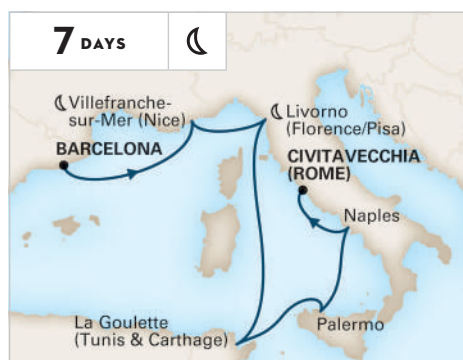 7 DAYS
Villefranche-
sur-Mer (Nice)
Livorno
(Florence/Pisa)
BARCELONA
CIVITAVECCHIA
(ROME)
Naples
La Goulette
(Tunis & Carthage)
Palermo